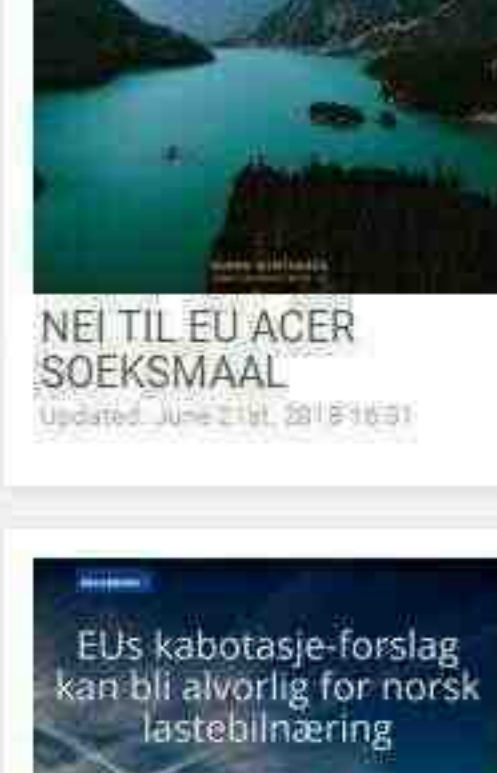 NEI TIL EU ACER
SOEKSMAAL
Updated: June 21st, 2018 16:31
EUs kabotasje-forslag
kan bli alvorlig for norsk
lastebilnæring